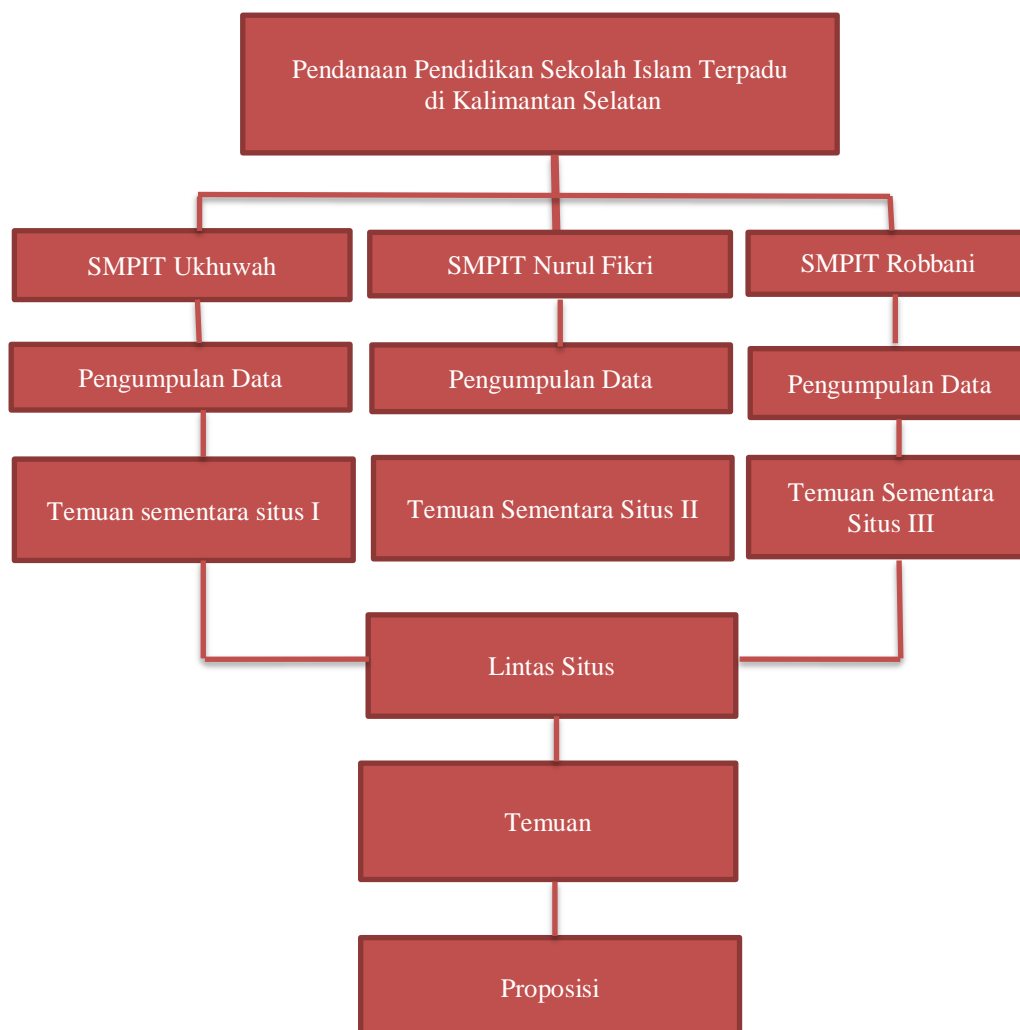 Pendanaan Pendidikan Sekolah Islam Terpadu
di Kalimantan Selatan
SMPIT Ukhuwah
SMPIT Nurul Fikri
SMPIT Robbani
Pengumpulan Data
Pengumpulan Data
Pengumpulan Data
Temuan sementara situs I
Temuan Sementara Situs II
Temuan Sementara
Situs III
Lintas Situs
Temuan
Proposisi